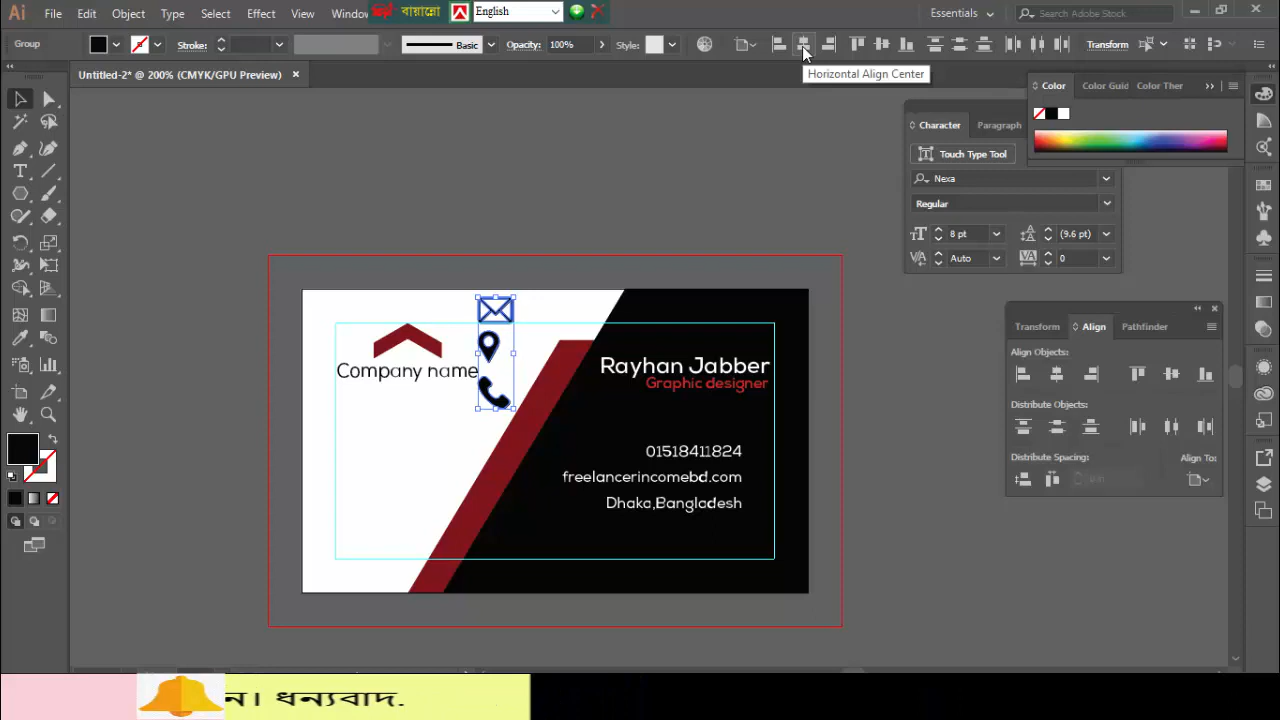 Ai File Edit Object Type Select Effect View Window বায়ান্নো English Essentials Search Adobe Stock
Group Stroke: Basic Opacity: 100% Style: Transform
Untitled-2* @ 200% (CMYK/GPU Preview)
Horizontal Align Center
Color Color Guid Color Ther
Character Paragraph
Touch Type Tool
Nexa
Regular
8 pt (9.6 pt)
Auto 0
Transform Align Pathfinder
Align Objects:
Distribute Objects:
Distribute Spacing: Align To:
Company name
Rayhan Jabber
Graphic designer
01518411824
freelancerincomebd.com
Dhaka,Bangladesh
ন। ধন্যবাদ.